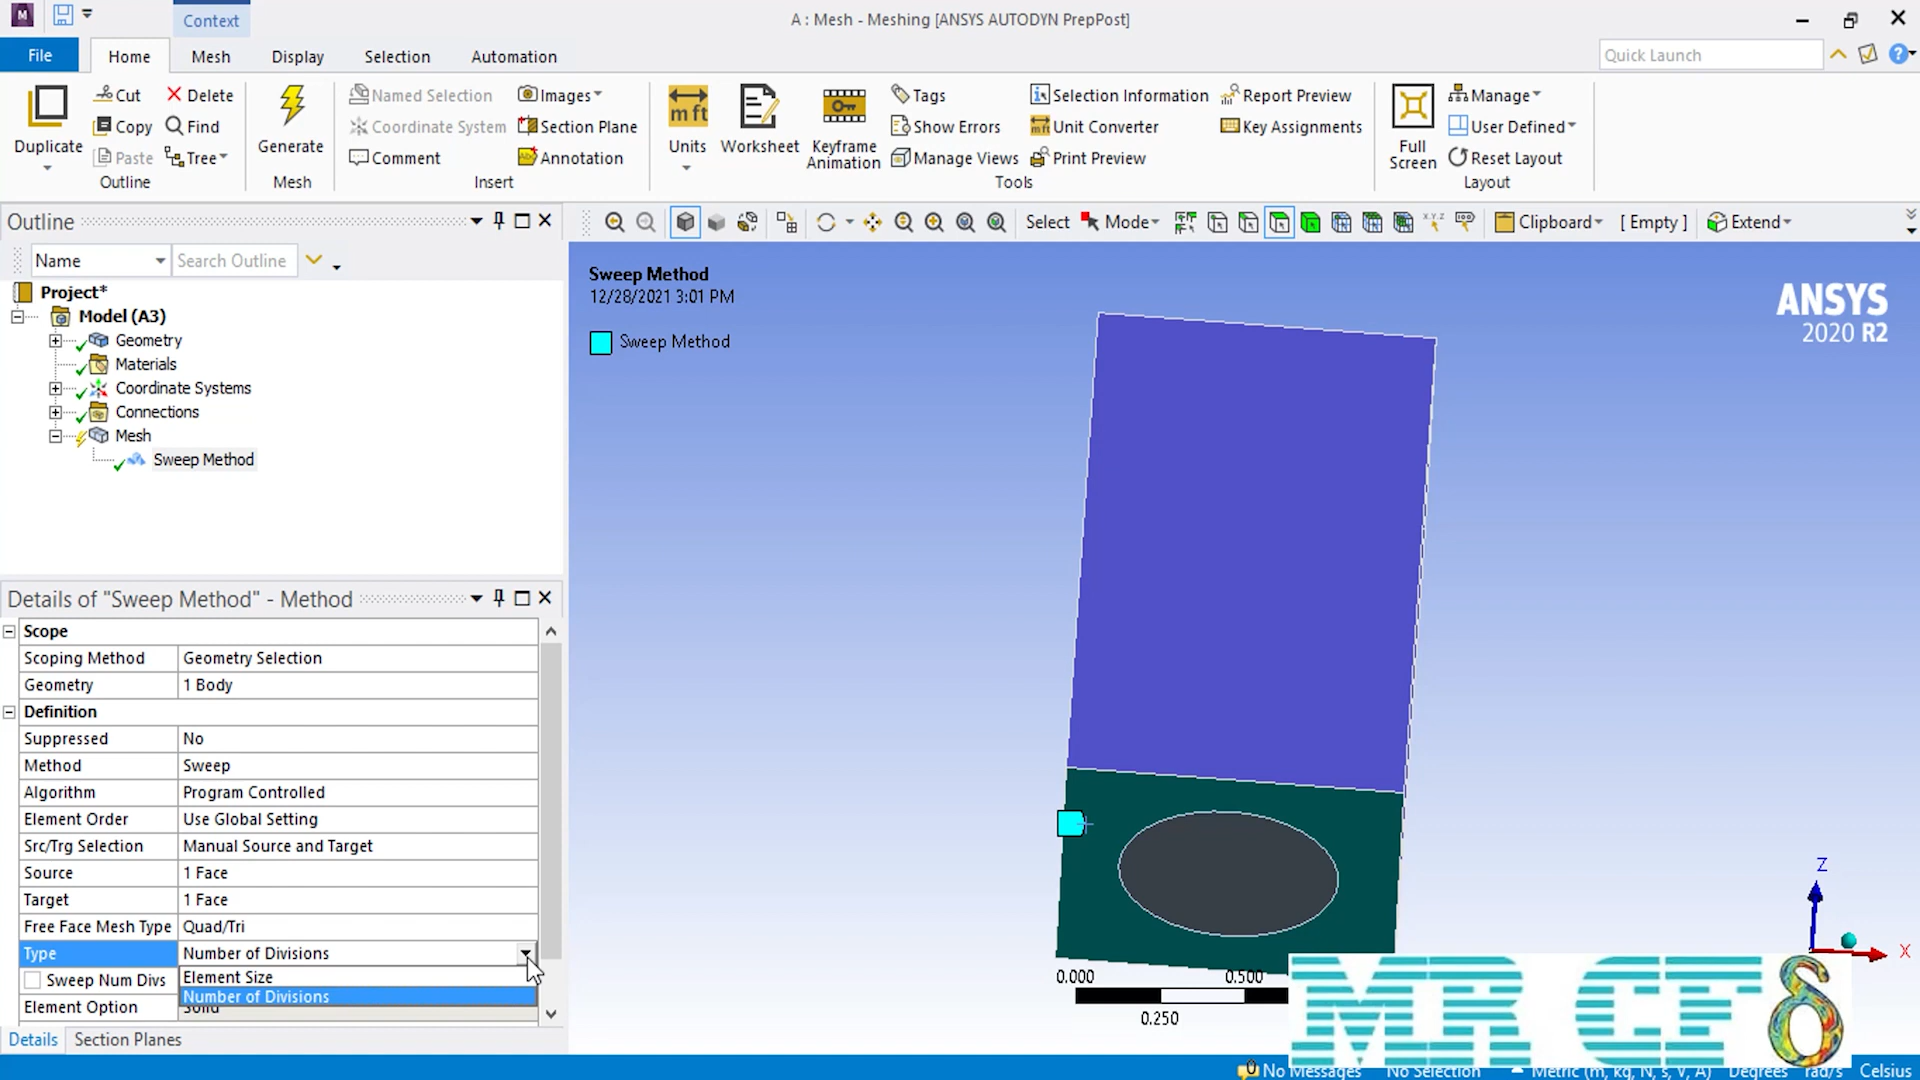 Context
A : Mesh - Meshing [ANSYS AUTODYN PrepPost]
File Home Mesh Display Selection Automation Quick Launch
Duplicate Cut Copy Paste Delete Find Tree Outline
Generate Mesh
Named Selection Coordinate System Comment Images Section Plane Annotation Insert
mft Units Worksheet Keyframe Animation Tags Show Errors Manage Views Selection Information Unit Converter Print Preview Report Preview Key Assignments Tools
Full Screen Manage User Defined Reset Layout Layout
Outline
Select Mode Clipboard [ Empty ] Extend
Name Search Outline
Project*
Model (A3)
Geometry
Materials
Coordinate Systems
Connections
Mesh
Sweep Method
Sweep Method
12/28/2021 3:01 PM
Sweep Method
ANSYS
2020 R2
Details of "Sweep Method" - Method
Scope
Scoping Method Geometry Selection
Geometry 1 Body
Definition
Suppressed No
Method Sweep
Algorithm Program Controlled
Element Order Use Global Setting
Src/Trg Selection Manual Source and Target
Source 1 Face
Target 1 Face
Free Face Mesh Type Quad/Tri
Type Number of Divisions
Sweep Num Divs Element Size
Number of Divisions
Element Option Solid
Details Section Planes
0.000 0.500
0.250
Z
X
MR CFD
0 No Messages No Selection Metric (m, kg, N, s, V, A) Degrees rad/s Celsius